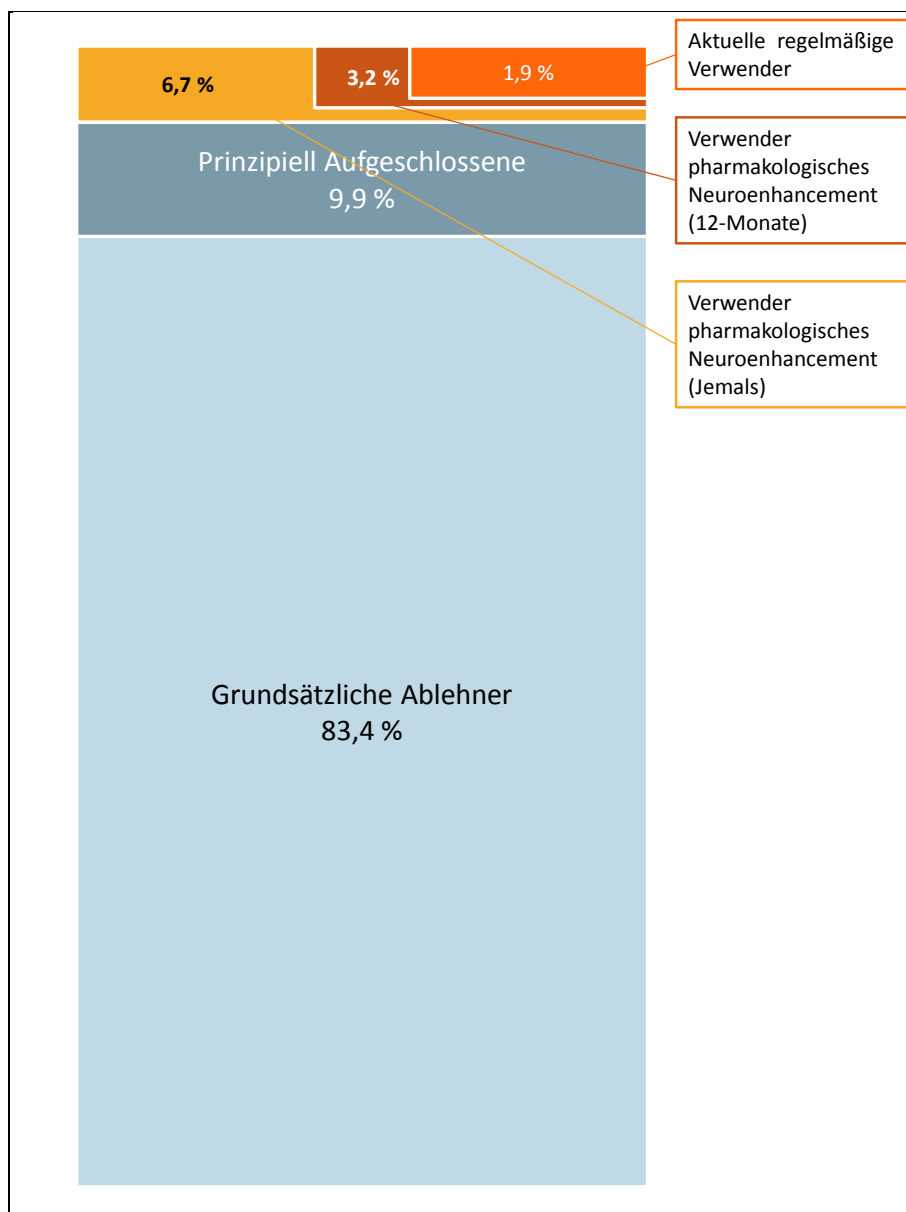 6,7 %
3,2 %
1,9 %
Aktuelle regelmäßige
Verwender
Prinzipiell Aufgeschlossene
9,9 %
Verwender
pharmakologisches
Neuroenhancement
(12-Monate)
Verwender
pharmakologisches
Neuroenhancement
(Jemals)
Grundsätzliche Ablehner
83,4 %